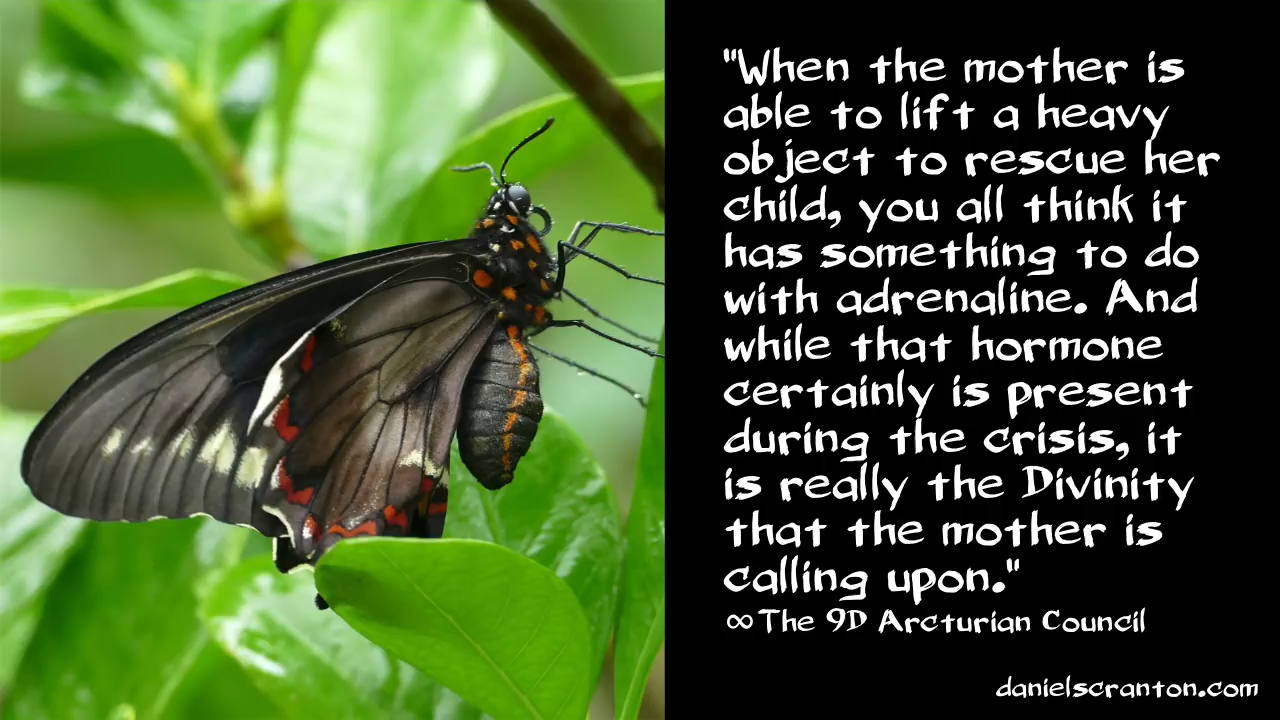 "When the mother is
able to lift a heavy
object to rescue her
child, you all think it
has something to do
with adrenaline. And
while that hormone
certainly is present
during the crisis, it
is really the Divinity
that the mother is
calling upon."
∞The 9D Arcturian Council
danielscranton.com